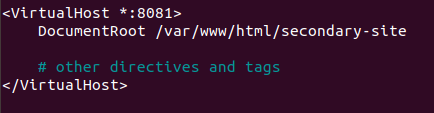 <VirtualHost *:8081>
    DocumentRoot /var/www/html/secondary-site

    # other directives and tags
</VirtualHost>